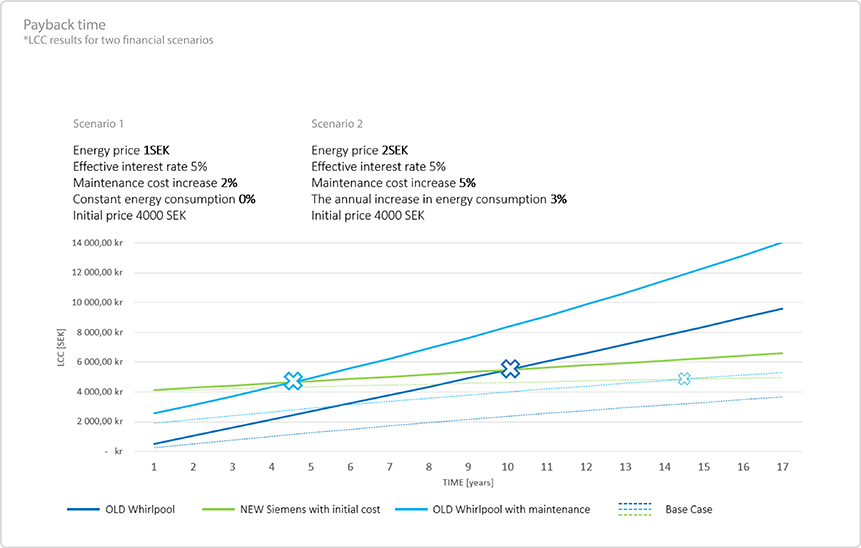 Payback time
*LCC results for two financial scenarios
Scenario 1
Energy price 1SEK
Effective interest rate 5%
Maintenance cost increase 2%
Constant energy consumption 0%
Initial price 4000 SEK
Scenario 2
Energy price 2SEK
Effective interest rate 5%
Maintenance cost increase 5%
The annual increase in energy consumption 3%
Initial price 4000 SEK
14 000,00 kr
12 000,00 kr
10 000,00 kr
8 000,00 kr
6 000,00 kr
4 000,00 kr
2 000,00 kr
- kr
LCC [SEK]
1 2 3 4 5 6 7 8 9 10 11 12 13 14 15 16 17
TIME [years]
OLD Whirlpool
NEW Siemens with initial cost
OLD Whirlpool with maintenance
Base Case